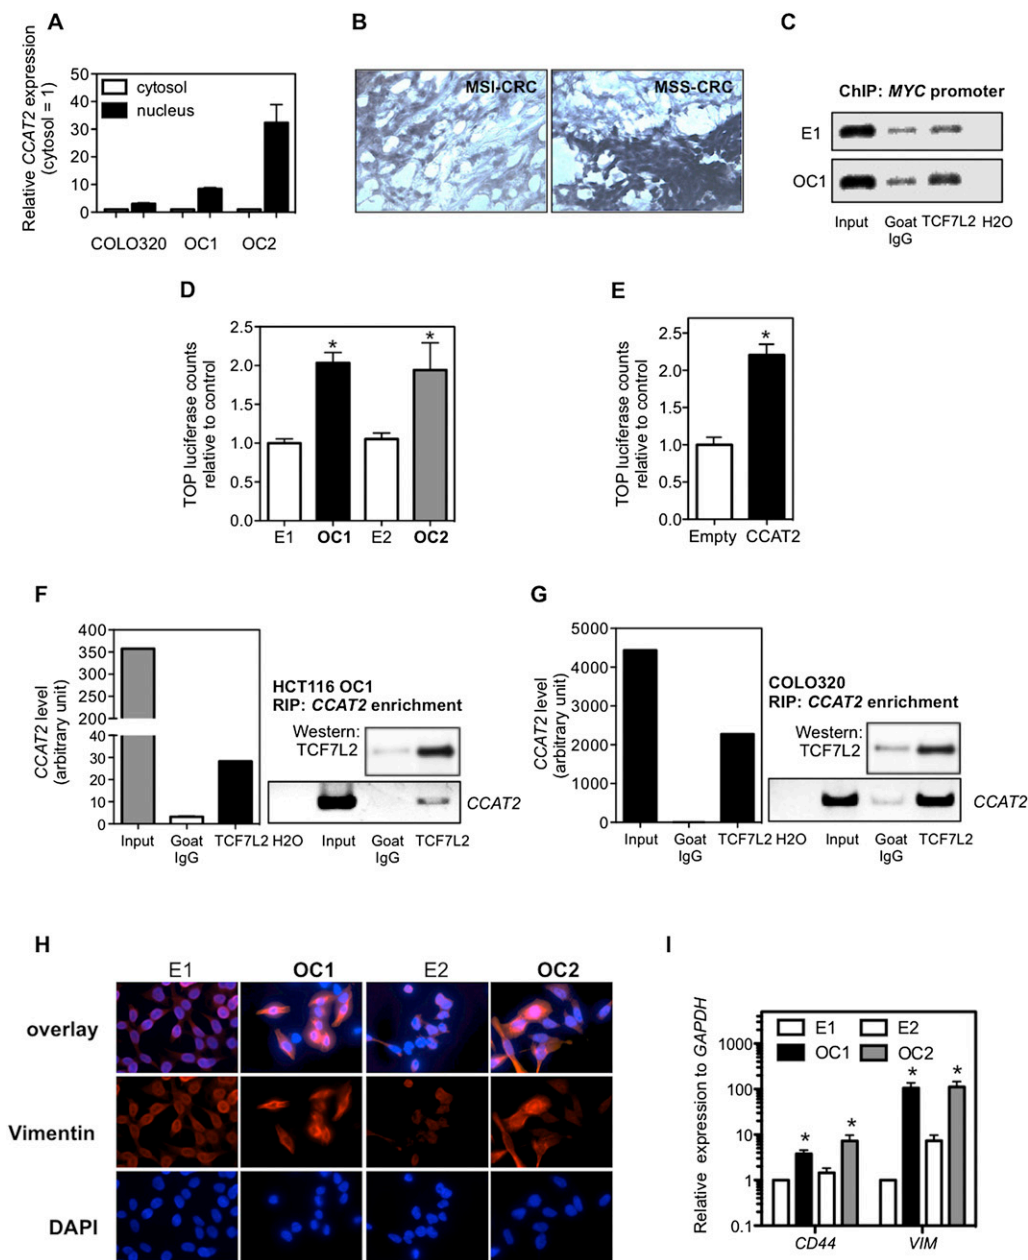 A
Relative CCAT2 expression
(cytosol = 1)
50
40
30
20
10
0
cytosol
nucleus
COLO320 OC1 OC2
B
MSI-CRC MSS-CRC
C
ChIP: MYC promoter
E1
OC1
Input Goat IgG TCF7L2 H2O
D
TOP luciferase counts
relative to control
2.5
2.0
1.5
1.0
0.5
0.0
* *
E1 OC1 E2 OC2
E
TOP luciferase counts
relative to control
2.5
2.0
1.5
1.0
0.5
0.0
*
Empty CCAT2
F
CCAT2 level
(arbitrary unit)
400
350
300
250
200
40
30
20
10
0
Input Goat IgG TCF7L2 H2O Input Goat IgG TCF7L2
HCT116 OC1
RIP: CCAT2 enrichment
Western:
TCF7L2
CCAT2
G
CCAT2 level
(arbitrary unit)
5000
4000
3000
2000
1000
0
Input Goat IgG TCF7L2 H2O Input Goat IgG TCF7L2
COLO320
RIP: CCAT2 enrichment
Western:
TCF7L2
CCAT2
H
E1 OC1 E2 OC2
overlay
Vimentin
DAPI
I
Relative expression to GAPDH
1000
100
10
1
0.1
E1 E2
OC1 OC2
* * * *
CD44 VIM